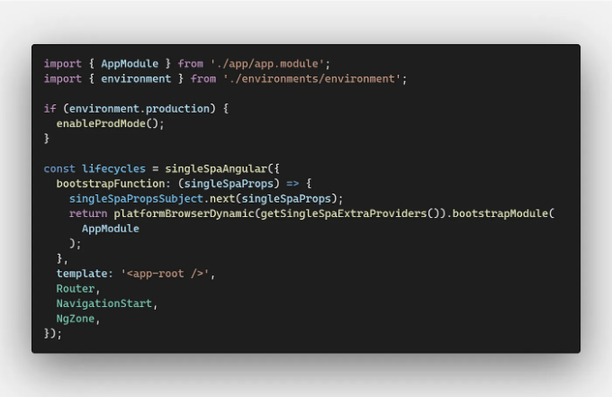 import { AppModule } from './app/app.module';
import { environment } from './environments/environment';
if (environment.production) {
enableProdMode();
}
const lifecycles = singleSpaAngular({
bootstrapFunction: (singleSpaProps) => {
singleSpaPropsSubject.next(singleSpaProps);
return platformBrowserDynamic(getSingleSpaExtraProviders()).bootstrapModule(
AppModule
);
},
template: '<app-root />',
Router,
NavigationStart,
NgZone,
});